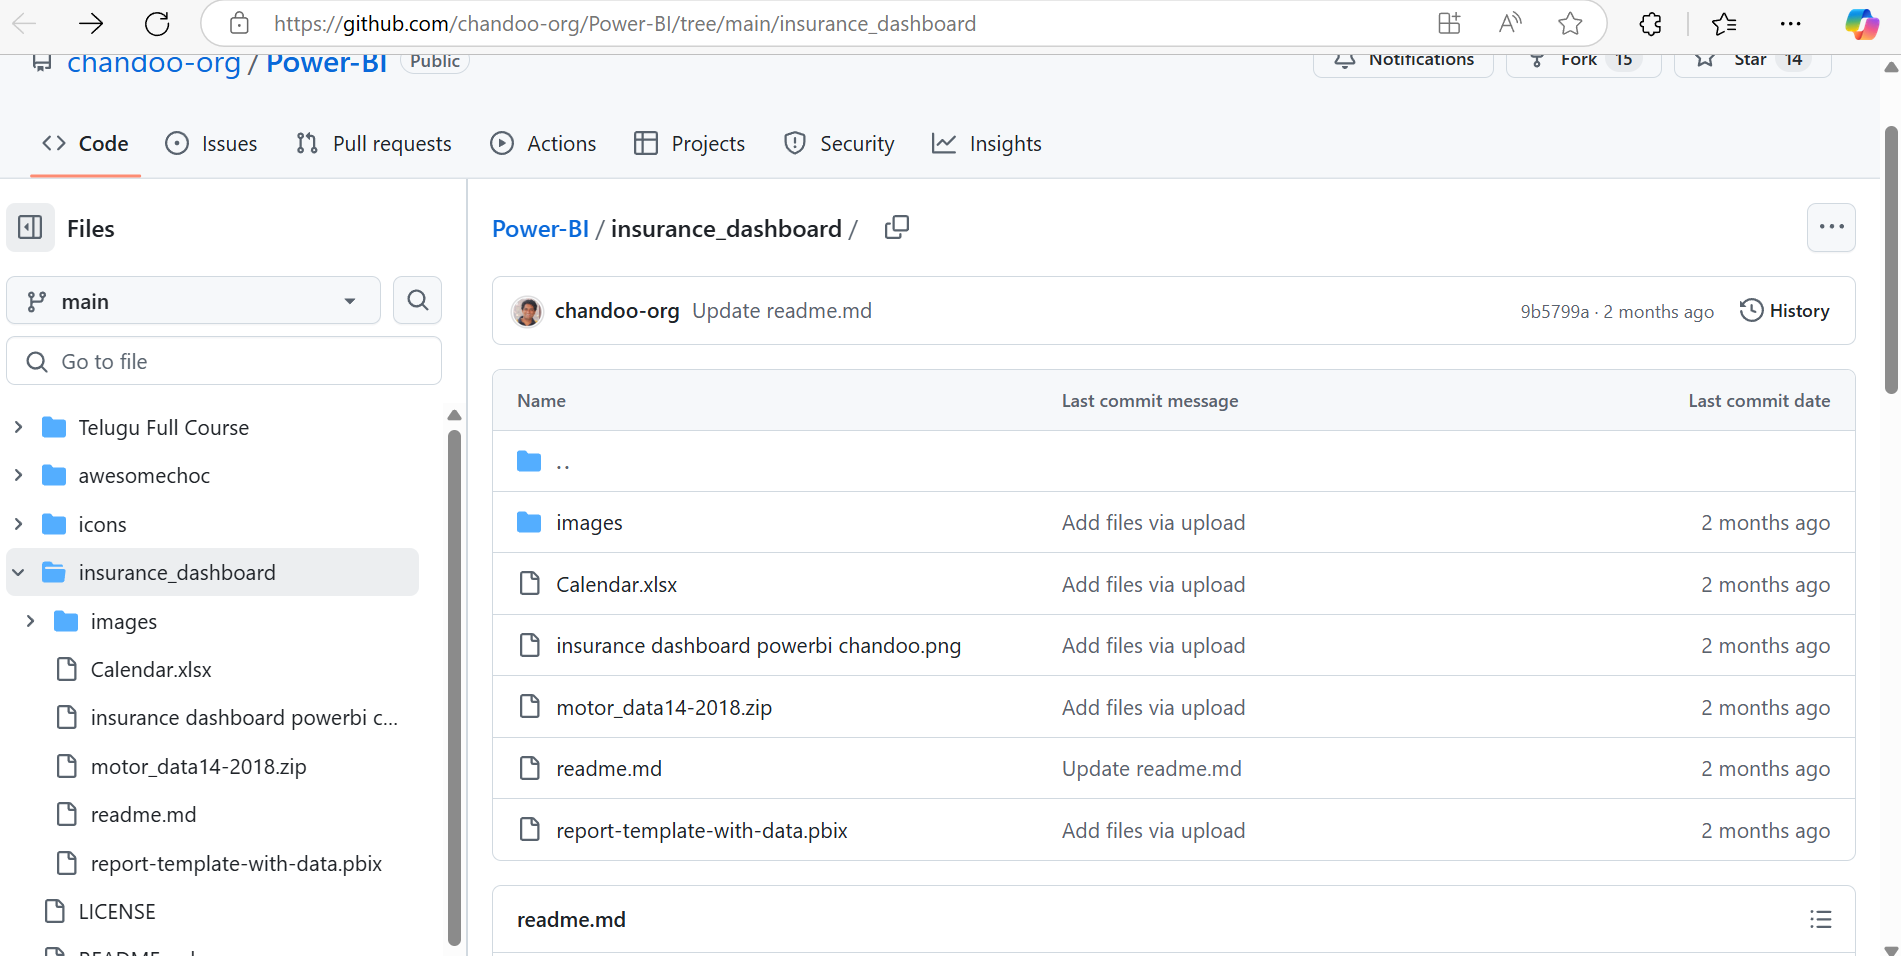 https://github.com/chandoo-org/Power-BI/tree/main/insurance_dashboard
chandoo-org / Power-BI Public
Notifications Fork 15 Star 14
Code Issues Pull requests Actions Projects Security Insights
Files
main
Go to file
Telugu Full Course
awesomechoc
icons
insurance_dashboard
images
Calendar.xlsx
insurance dashboard powerbi c...
motor_data14-2018.zip
readme.md
report-template-with-data.pbix
LICENSE
Power-BI / insurance_dashboard /
chandoo-org Update readme.md 9b5799a · 2 months ago History
Name Last commit message Last commit date
..
images Add files via upload 2 months ago
Calendar.xlsx Add files via upload 2 months ago
insurance dashboard powerbi chandoo.png Add files via upload 2 months ago
motor_data14-2018.zip Add files via upload 2 months ago
readme.md Update readme.md 2 months ago
report-template-with-data.pbix Add files via upload 2 months ago
readme.md